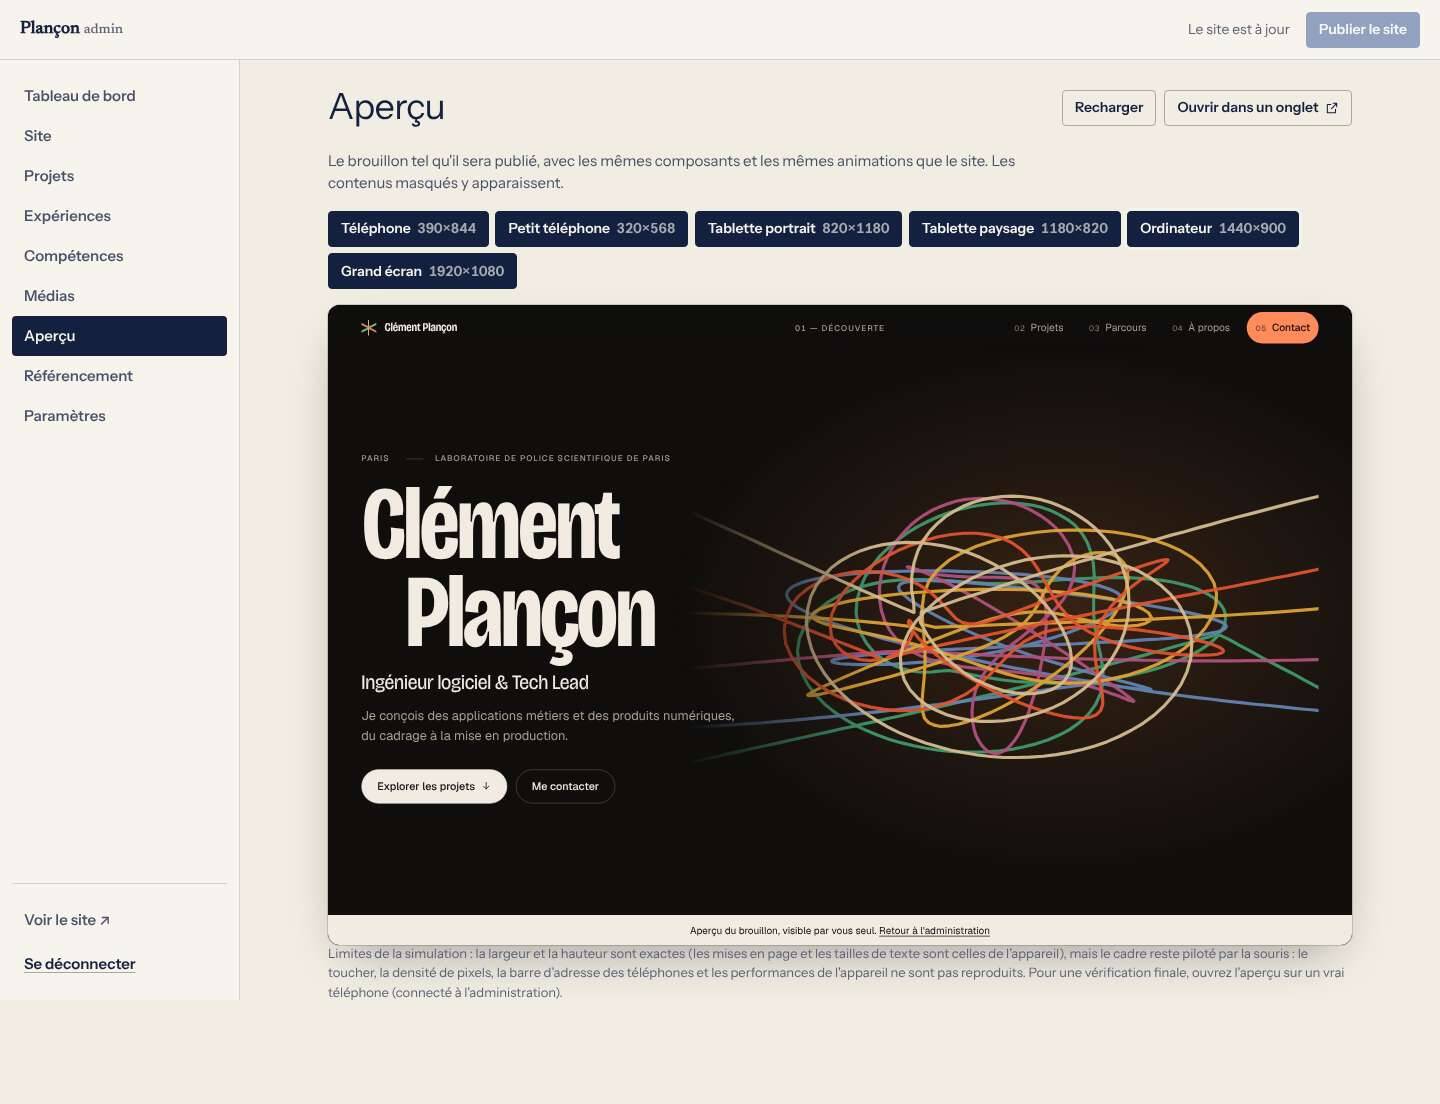 Plançon admin
Le site est à jour
Publier le site
Tableau de bord
Site
Projets
Expériences
Compétences
Médias
Aperçu
Référencement
Paramètres
Voir le site ↗
Se déconnecter
Aperçu
Recharger
Ouvrir dans un onglet
Le brouillon tel qu'il sera publié, avec les mêmes composants et les mêmes animations que le site. Les
contenus masqués y apparaissent.
Téléphone 390×844
Petit téléphone 320×568
Tablette portrait 820×1180
Tablette paysage 1180×820
Ordinateur 1440×900
Grand écran 1920×1080
Clément Plançon
01 — DÉCOUVERTE
02 Projets
03 Parcours
04 À propos
05 Contact
PARIS — LABORATOIRE DE POLICE SCIENTIFIQUE DE PARIS
Clément
Plançon
Ingénieur logiciel & Tech Lead
Je conçois des applications métiers et des produits numériques,
du cadrage à la mise en production.
Explorer les projets ↓
Me contacter
Aperçu du brouillon, visible par vous seul. Retour à l'administration
Limites de la simulation : la largeur et la hauteur sont exactes (les mises en page et les tailles de texte sont celles de l'appareil), mais le cadre reste piloté par la souris : le
toucher, la densité de pixels, la barre d'adresse des téléphones et les performances de l'appareil ne sont pas reproduits. Pour une vérification finale, ouvrez l'aperçu sur un vrai
téléphone (connecté à l'administration).